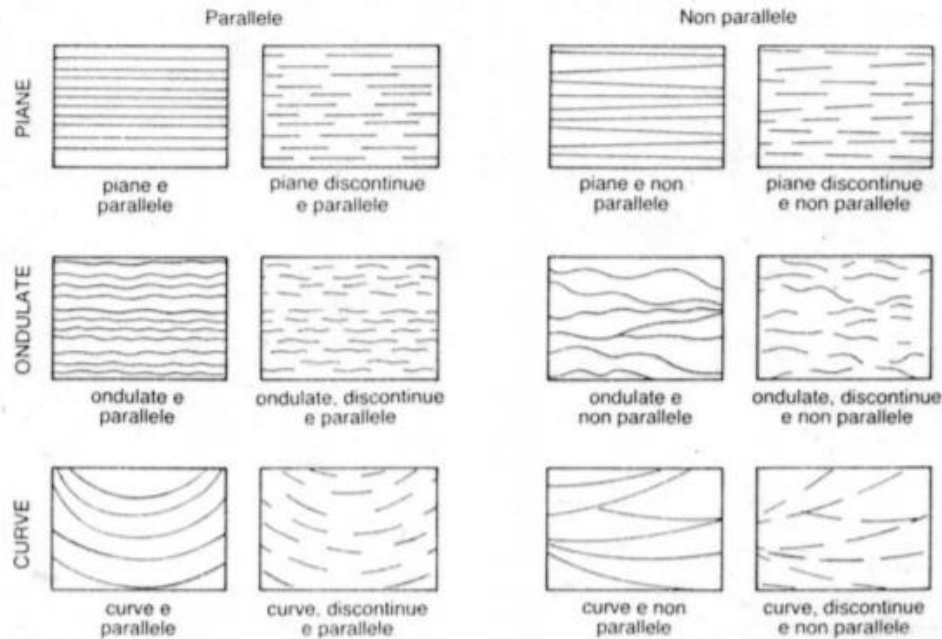 Parallele
Non parallele
PIANE
piane e
parallele
piane discontinue
e parallele
piane e non
parallele
piane discontinue
e non parallele
ONDULATE
ondulate e
parallele
ondulate, discontinue
e parallele
ondulate e
non parallele
ondulate, discontinue
e non parallele
CURVE
curve e
parallele
curve, discontinue
e parallele
curve e non
parallele
curve, discontinue
e non parallele